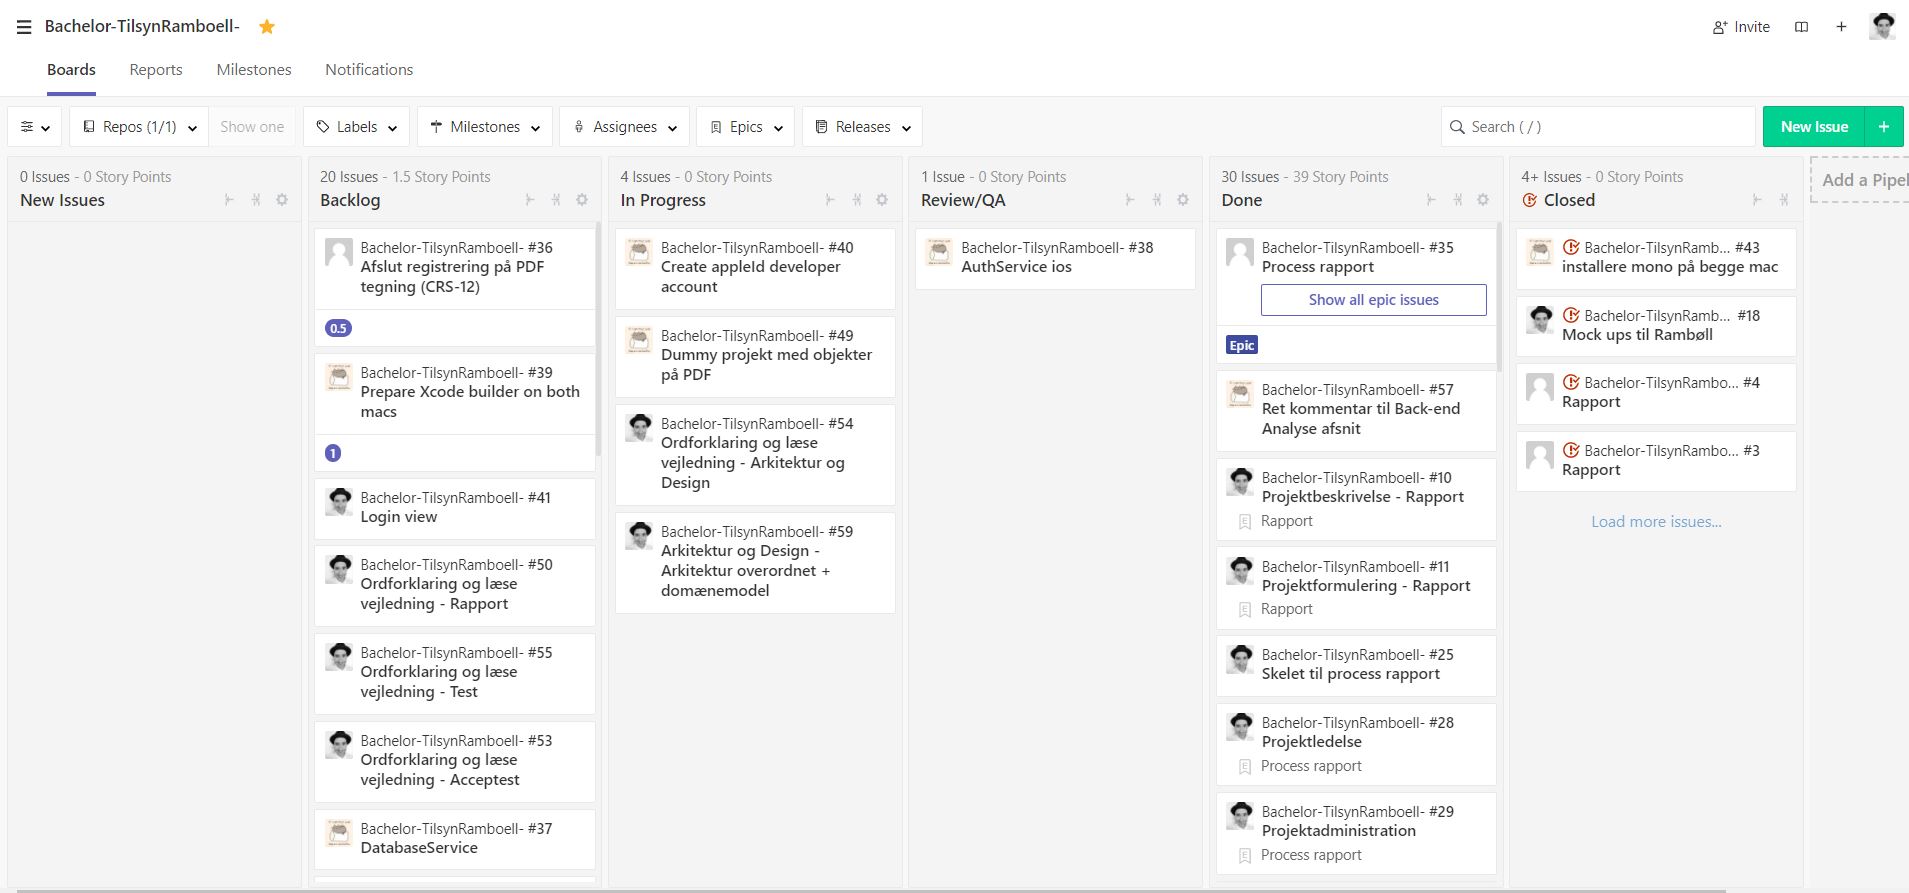 Bachelor-TilsynRamboell-
Invite
Boards Reports Milestones Notifications
Repos (1/1) Show one Labels Milestones Assignees Epics Releases Search ( / ) New Issue +
0 Issues - 0 Story Points
New Issues
20 Issues - 1.5 Story Points
Backlog
Bachelor-TilsynRamboell- #36
Afslut registrering på PDF
tegning (CRS-12)
0.5
Bachelor-TilsynRamboell- #39
Prepare Xcode builder on both
macs
1
Bachelor-TilsynRamboell- #41
Login view
Bachelor-TilsynRamboell- #50
Ordforklaring og læse
vejledning - Rapport
Bachelor-TilsynRamboell- #55
Ordforklaring og læse
vejledning - Test
Bachelor-TilsynRamboell- #53
Ordforklaring og læse
vejledning - Acceptest
Bachelor-TilsynRamboell- #37
DatabaseService
4 Issues - 0 Story Points
In Progress
Bachelor-TilsynRamboell- #40
Create appleId developer
account
Bachelor-TilsynRamboell- #49
Dummy projekt med objekter
på PDF
Bachelor-TilsynRamboell- #54
Ordforklaring og læse
vejledning - Arkitektur og
Design
Bachelor-TilsynRamboell- #59
Arkitektur og Design -
Arkitektur overordnet +
domænemodel
1 Issue - 0 Story Points
Review/QA
Bachelor-TilsynRamboell- #38
AuthService ios
30 Issues - 39 Story Points
Done
Bachelor-TilsynRamboell- #35
Process rapport
Show all epic issues
Epic
Bachelor-TilsynRamboell- #57
Ret kommentar til Back-end
Analyse afsnit
Bachelor-TilsynRamboell- #10
Projektbeskrivelse - Rapport
Rapport
Bachelor-TilsynRamboell- #11
Projektformulering - Rapport
Rapport
Bachelor-TilsynRamboell- #25
Skelet til process rapport
Bachelor-TilsynRamboell- #28
Projektledelse
Process rapport
Bachelor-TilsynRamboell- #29
Projektadministration
Process rapport
4+ Issues - 0 Story Points
Closed
Bachelor-TilsynRamb... #43
installere mono på begge mac
Bachelor-TilsynRamb... #18
Mock ups til Rambøll
Bachelor-TilsynRambo... #4
Rapport
Bachelor-TilsynRambo... #3
Rapport
Load more issues...
Add a Pipel